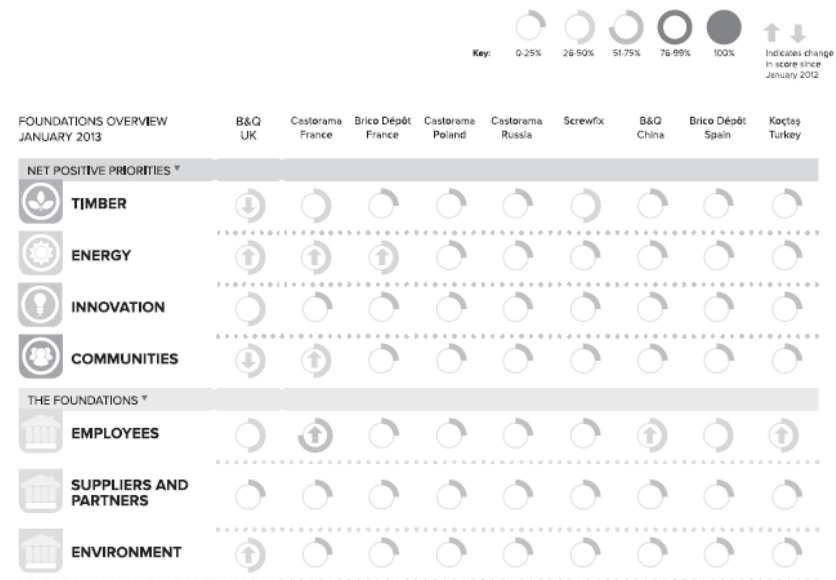 Key: 0-25% 26-50% 51-75% 76-99% 100% Indicates change
in score since
January 2012
FOUNDATIONS OVERVIEW
JANUARY 2013
B&Q
UK
Castorama
France
Brico Dépôt
France
Castorama
Poland
Castorama
Russia
Screwfix
B&Q
China
Brico Dépôt
Spain
Koçtaş
Turkey
NET POSITIVE PRIORITIES
TIMBER
ENERGY
INNOVATION
COMMUNITIES
THE FOUNDATIONS
EMPLOYEES
SUPPLIERS AND
PARTNERS
ENVIRONMENT